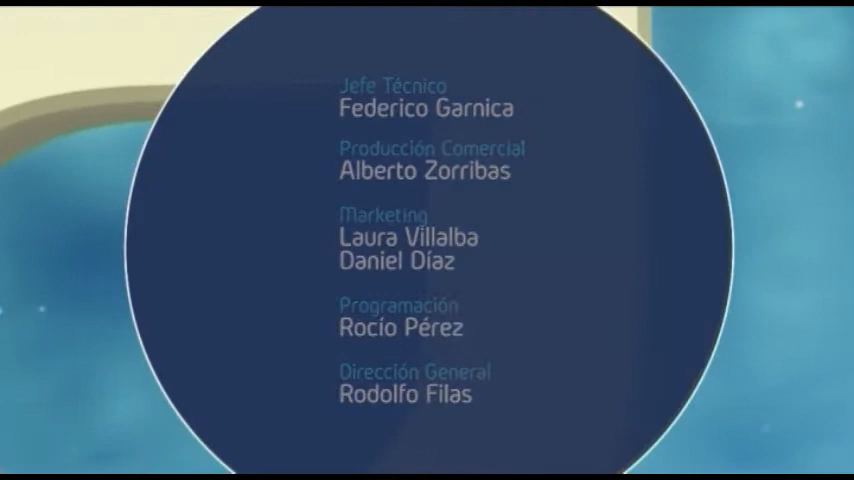 Jefe Técnico
Federico Garnica
Producción Comercial
Alberto Zorribas
Marketing
Laura Villalba
Daniel Díaz
Programación
Rocío Pérez
Dirección General
Rodolfo Filas